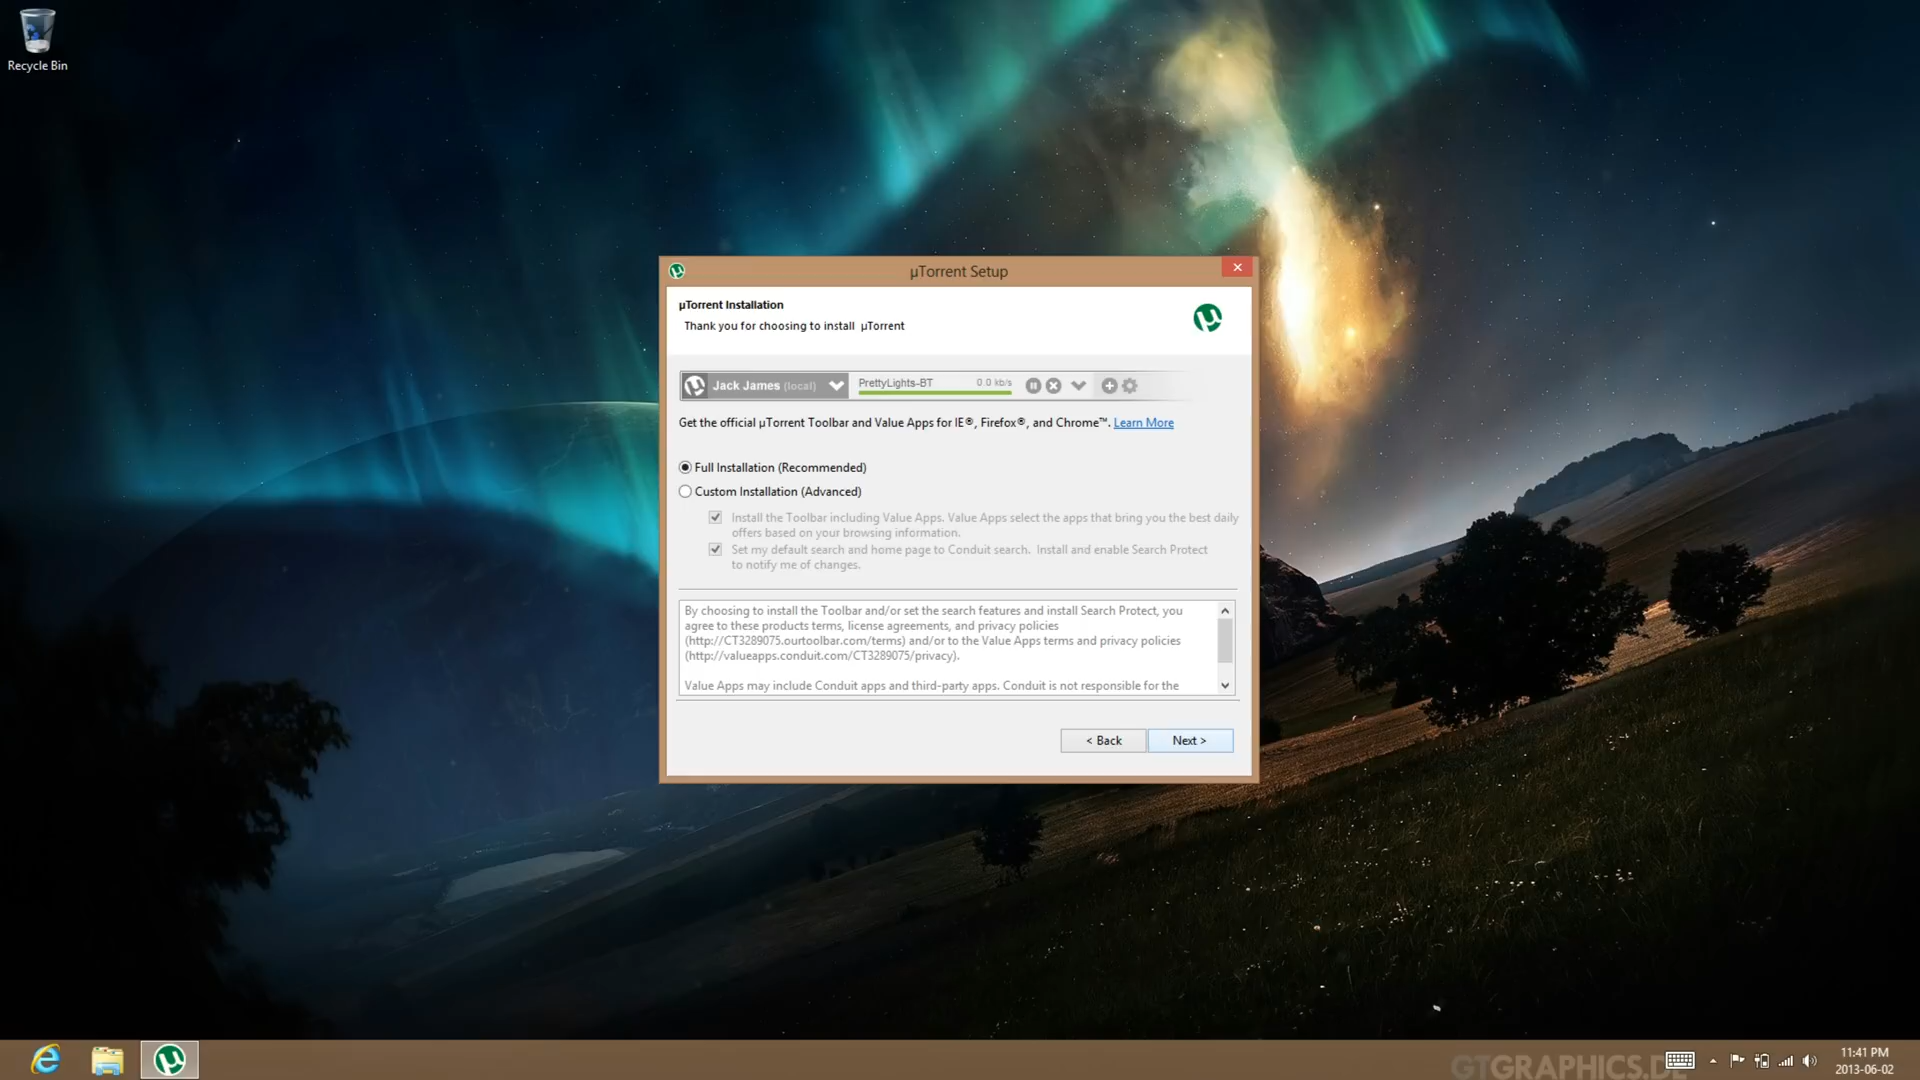 Recycle Bin
µTorrent Setup
µTorrent Installation
Thank you for choosing to install µTorrent
Jack James (local)
PrettyLights-BT 0.0 kb/s
Get the official µTorrent Toolbar and Value Apps for IE®, Firefox®, and Chrome™. Learn More
Full Installation (Recommended)
Custom Installation (Advanced)
Install the Toolbar including Value Apps. Value Apps select the apps that bring you the best daily
offers based on your browsing information.
Set my default search and home page to Conduit search. Install and enable Search Protect
to notify me of changes.
By choosing to install the Toolbar and/or set the search features and install Search Protect, you
agree to these products terms, license agreements, and privacy policies
(http://CT3289075.ourtoolbar.com/terms) and/or to the Value Apps terms and privacy policies
(http://valueapps.conduit.com/CT3289075/privacy).
Value Apps may include Conduit apps and third-party apps. Conduit is not responsible for the
< Back
Next >
GTGRAPHICS.DE
11:41 PM
2013-06-02